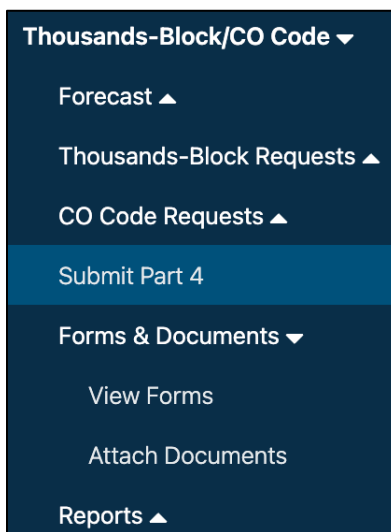 Thousands-Block/CO Code
Forecast
Thousands-Block Requests
CO Code Requests
Submit Part 4
Forms & Documents
View Forms
Attach Documents
Reports